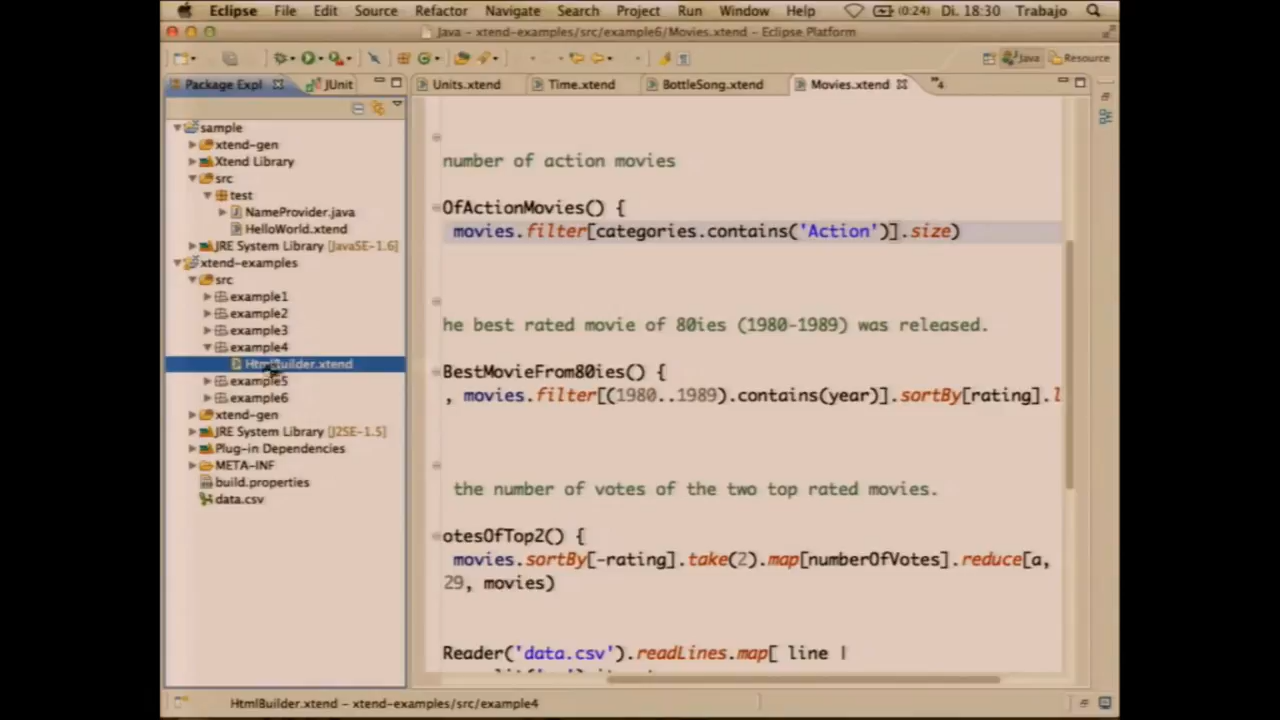 Eclipse File Edit Source Refactor Navigate Search Project Run Window Help (0:24) Di. 18:30 Trabajo
Java – xtend-examples/src/example6/Movies.xtend – Eclipse Platform
Java Resource
Package Expl JUnit Units.xtend Time.xtend BottleSong.xtend Movies.xtend 4
sample
xtend-gen
Xtend Library
src
test
NameProvider.java
HelloWorld.xtend
JRE System Library [JavaSE-1.6]
xtend-examples
src
example1
example2
example3
example4
HtmlBuilder.xtend
example5
example6
xtend-gen
JRE System Library [J2SE-1.5]
Plug-in Dependencies
META-INF
build.properties
data.csv
number of action movies
OfActionMovies() {
movies.filter[categories.contains('Action')].size)
he best rated movie of 80ies (1980-1989) was released.
BestMovieFrom80ies() {
, movies.filter[(1980..1989).contains(year)].sortBy[rating].l
the number of votes of the two top rated movies.
otesOfTop2() {
movies.sortBy[-rating].take(2).map[numberOfVotes].reduce[a,
29, movies)
Reader('data.csv').readLines.map[ line |
HtmlBuilder.xtend – xtend-examples/src/example4